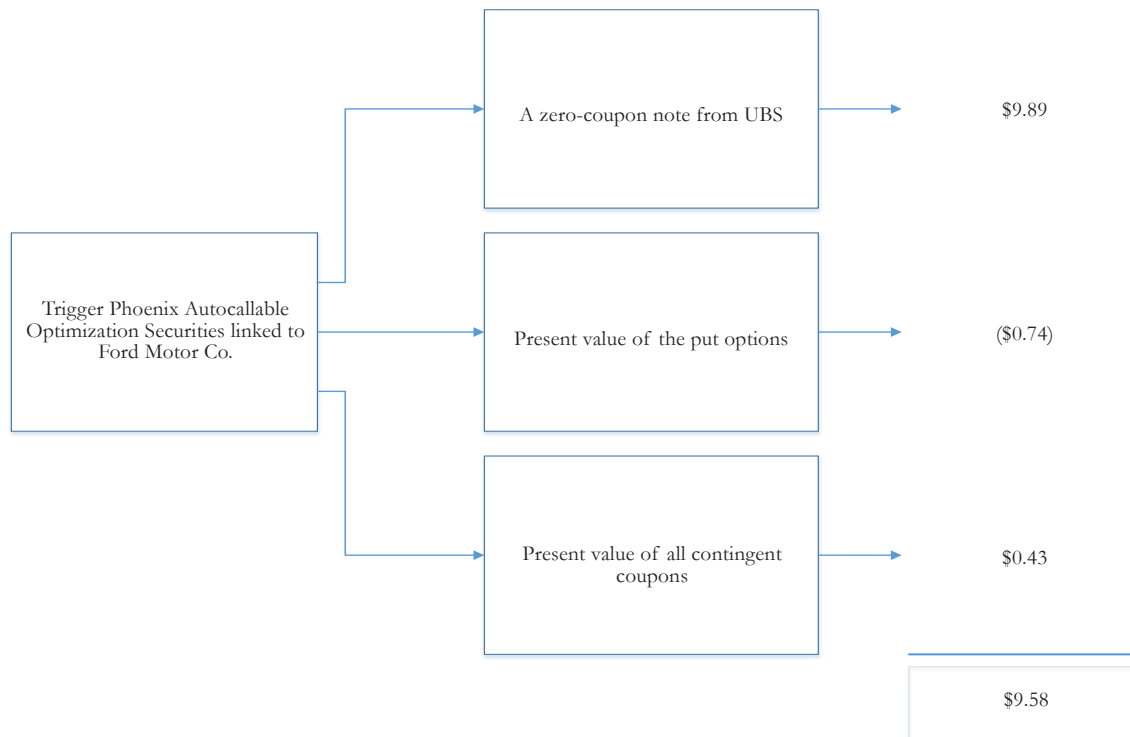 A zero-coupon note from UBS
$9.89
Trigger Phoenix Autocallable
Optimization Securities linked to
Ford Motor Co.
Present value of the put options
($0.74)
Present value of all contingent
coupons
$0.43
$9.58